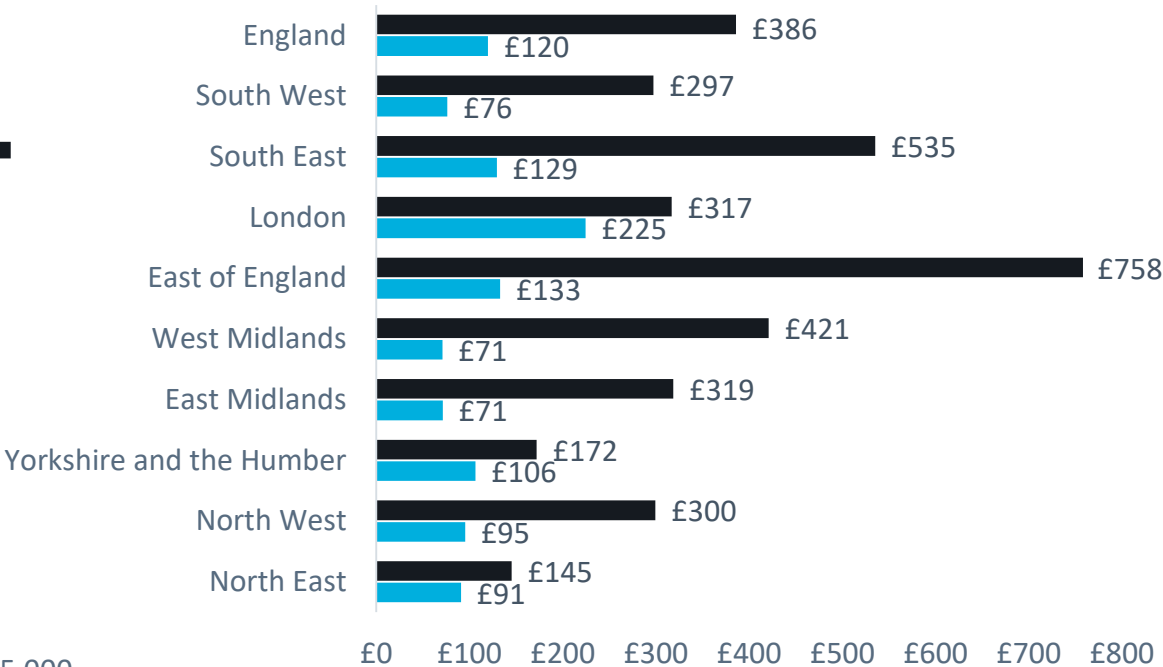 England £386
£120
South West £297
£76
South East £535
£129
London £317
£225
East of England £758
£133
West Midlands £421
£71
East Midlands £319
£71
Yorkshire and the Humber £172
£106
North West £300
£95
North East £145
£91
£0 £100 £200 £300 £400 £500 £600 £700 £800